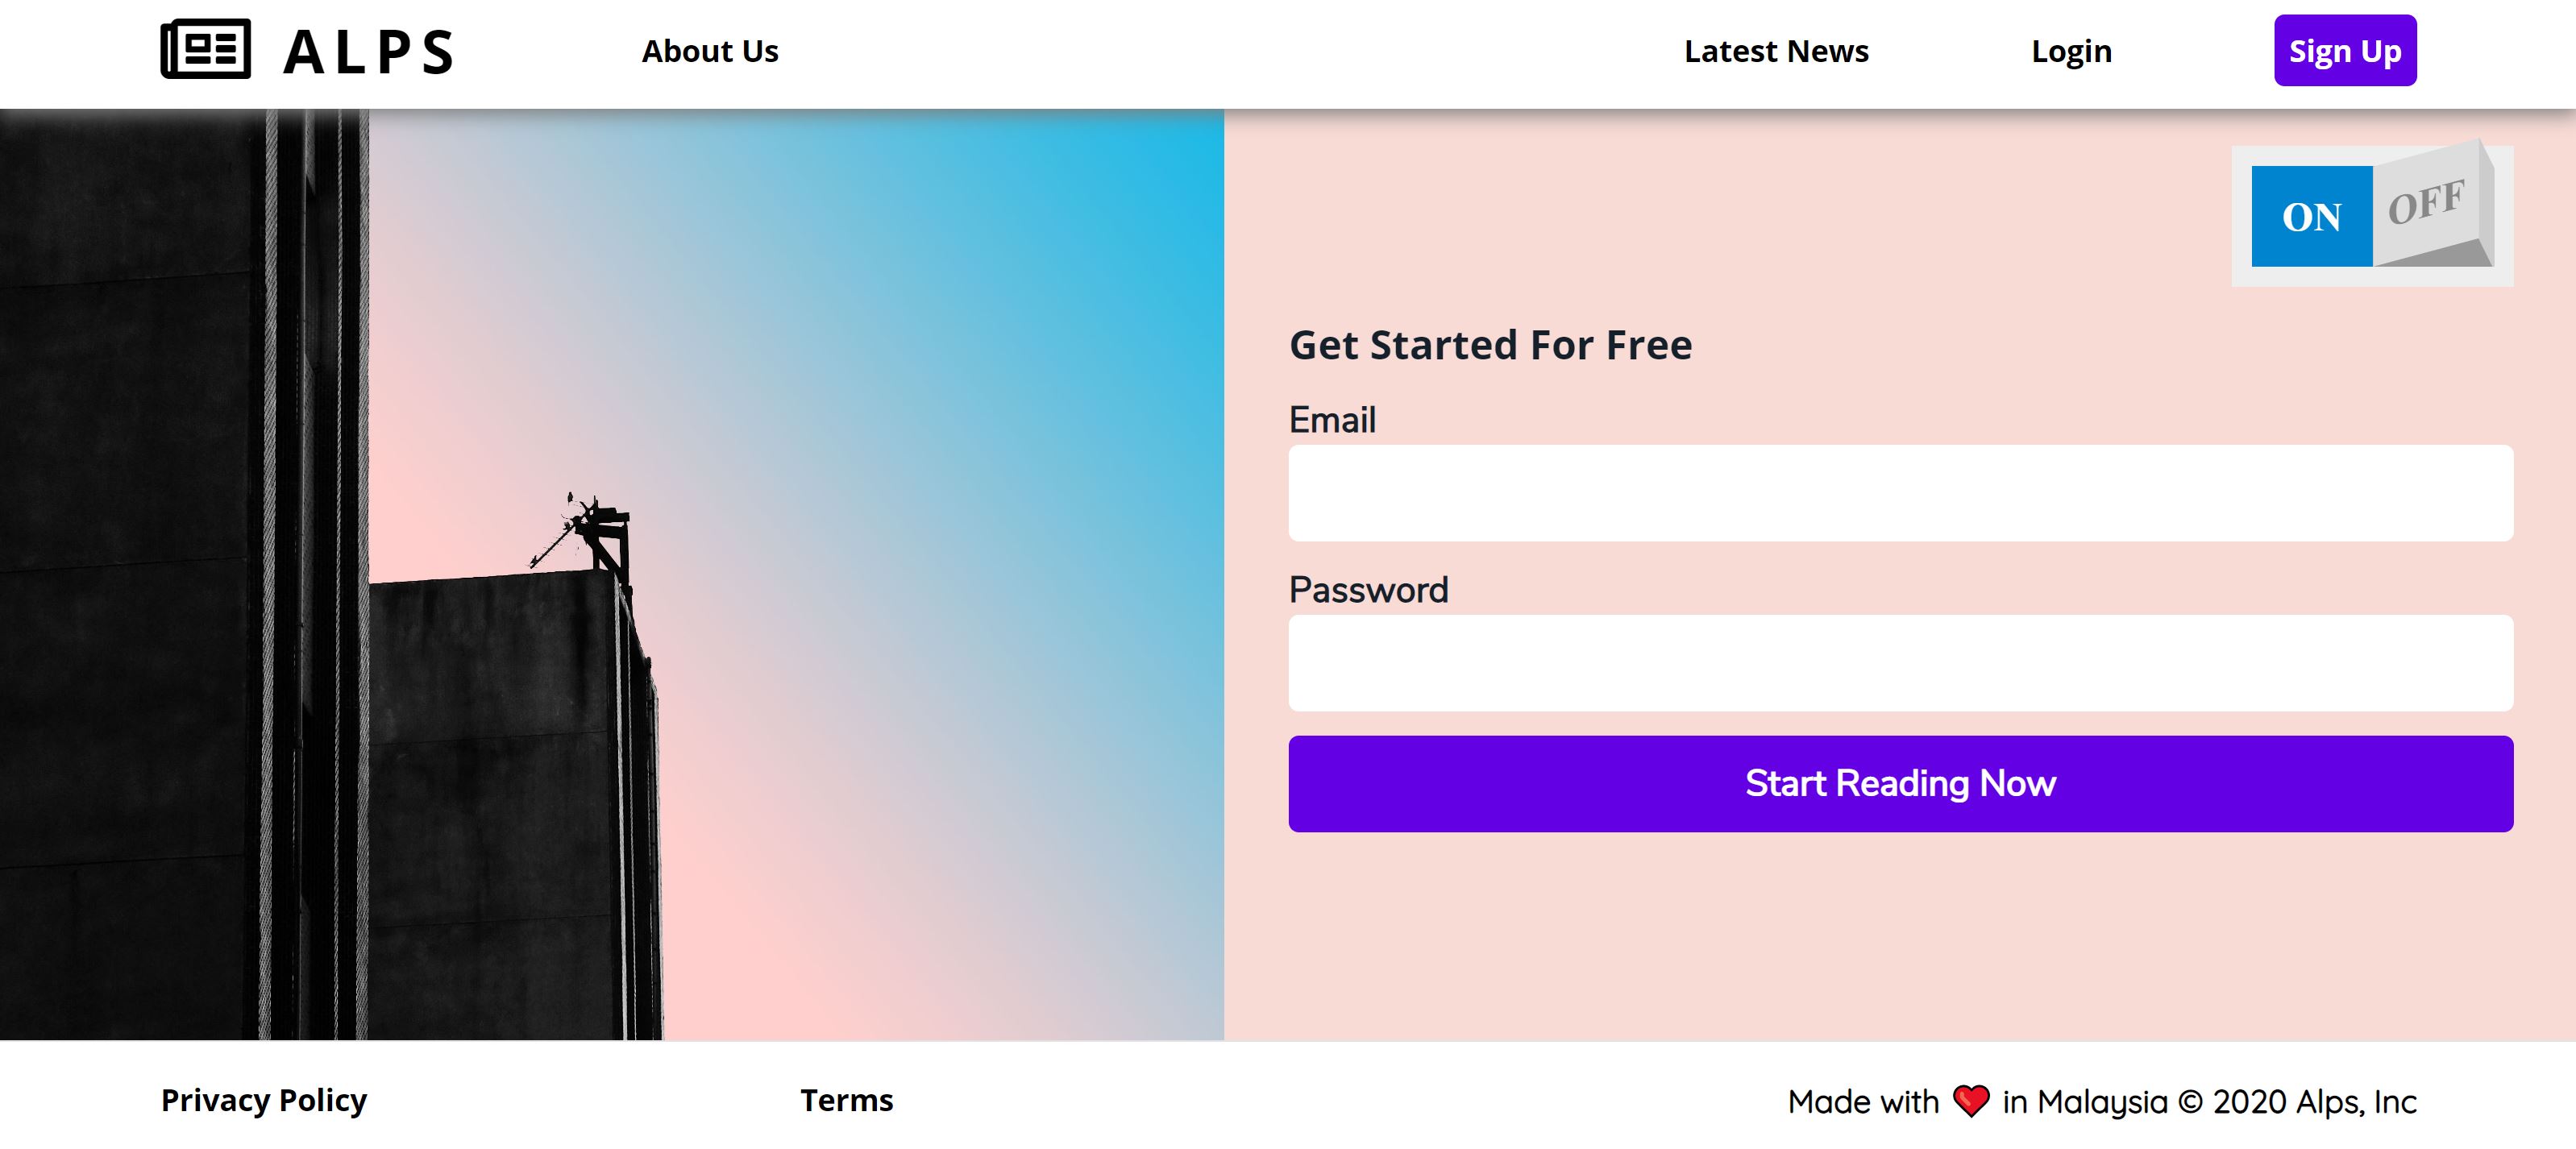 ALPS
About Us
Latest News
Login
Sign Up
ON
OFF
Get Started For Free
Email
Password
Start Reading Now
Privacy Policy
Terms
Made with ❤️ in Malaysia © 2020 Alps, Inc